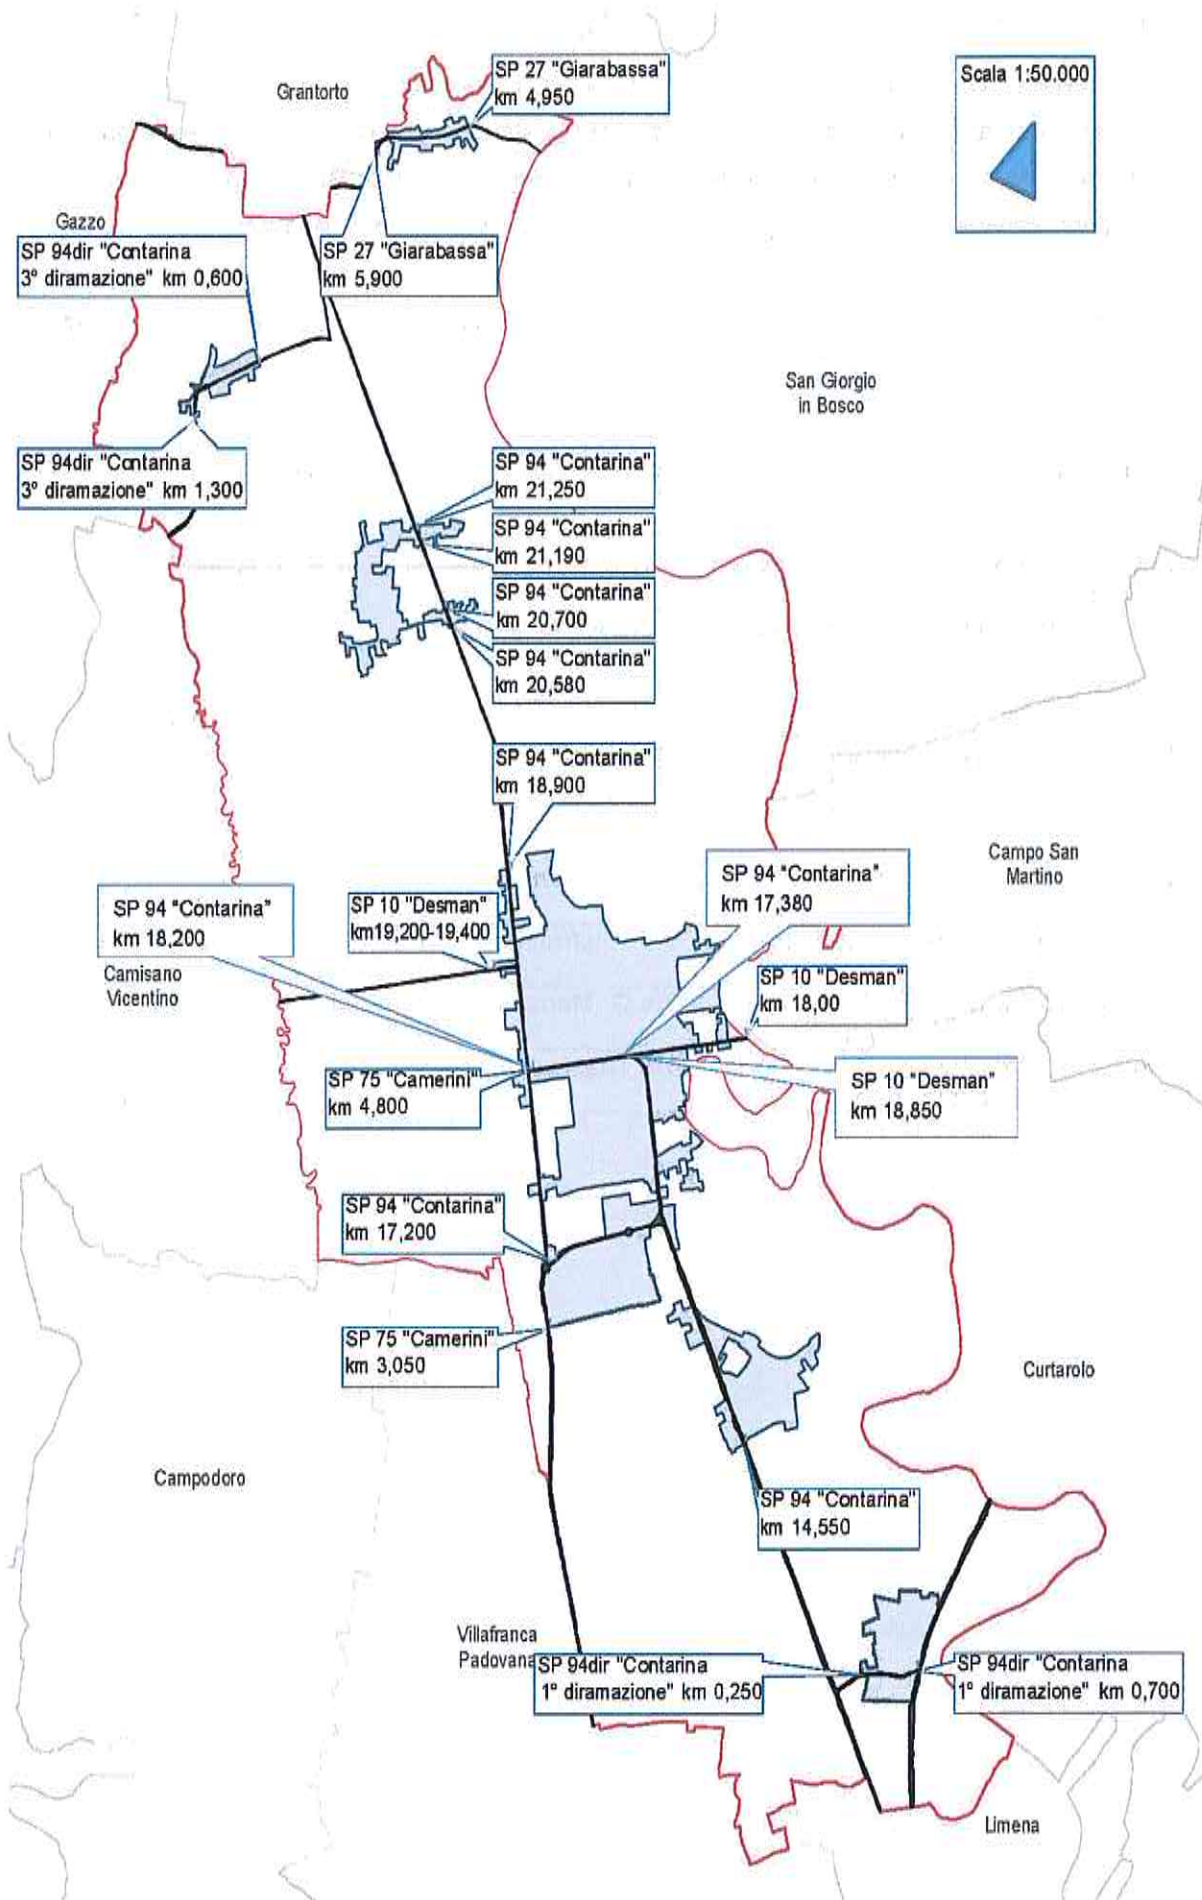 SP 27 "Giarabassa"
km 4,950
Scala 1:50.000
Grantorto
Gazzo
SP 94dir "Contarina
3° diramazione" km 0,600
SP 27 "Giarabassa"
km 5,900
San Giorgio
in Bosco
SP 94dir "Contarina
3° diramazione" km 1,300
SP 94 "Contarina"
km 21,250
SP 94 "Contarina"
km 21,190
SP 94 "Contarina"
km 20,700
SP 94 "Contarina"
km 20,580
SP 94 "Contarina"
km 18,900
Campo San
Martino
SP 94 "Contarina"
km 17,380
SP 94 "Contarina"
km 18,200
SP 10 "Desman"
km19,200-19,400
Camisano
Vicentino
SP 10 "Desman"
km 18,00
SP 75 "Camerini"
km 4,800
SP 10 "Desman"
km 18,850
SP 94 "Contarina"
km 17,200
SP 75 "Camerini"
km 3,050
Curtarolo
Campodoro
SP 94 "Contarina"
km 14,550
Villafranca
Padovana
SP 94dir "Contarina
1° diramazione" km 0,250
SP 94dir "Contarina
1° diramazione" km 0,700
Limena